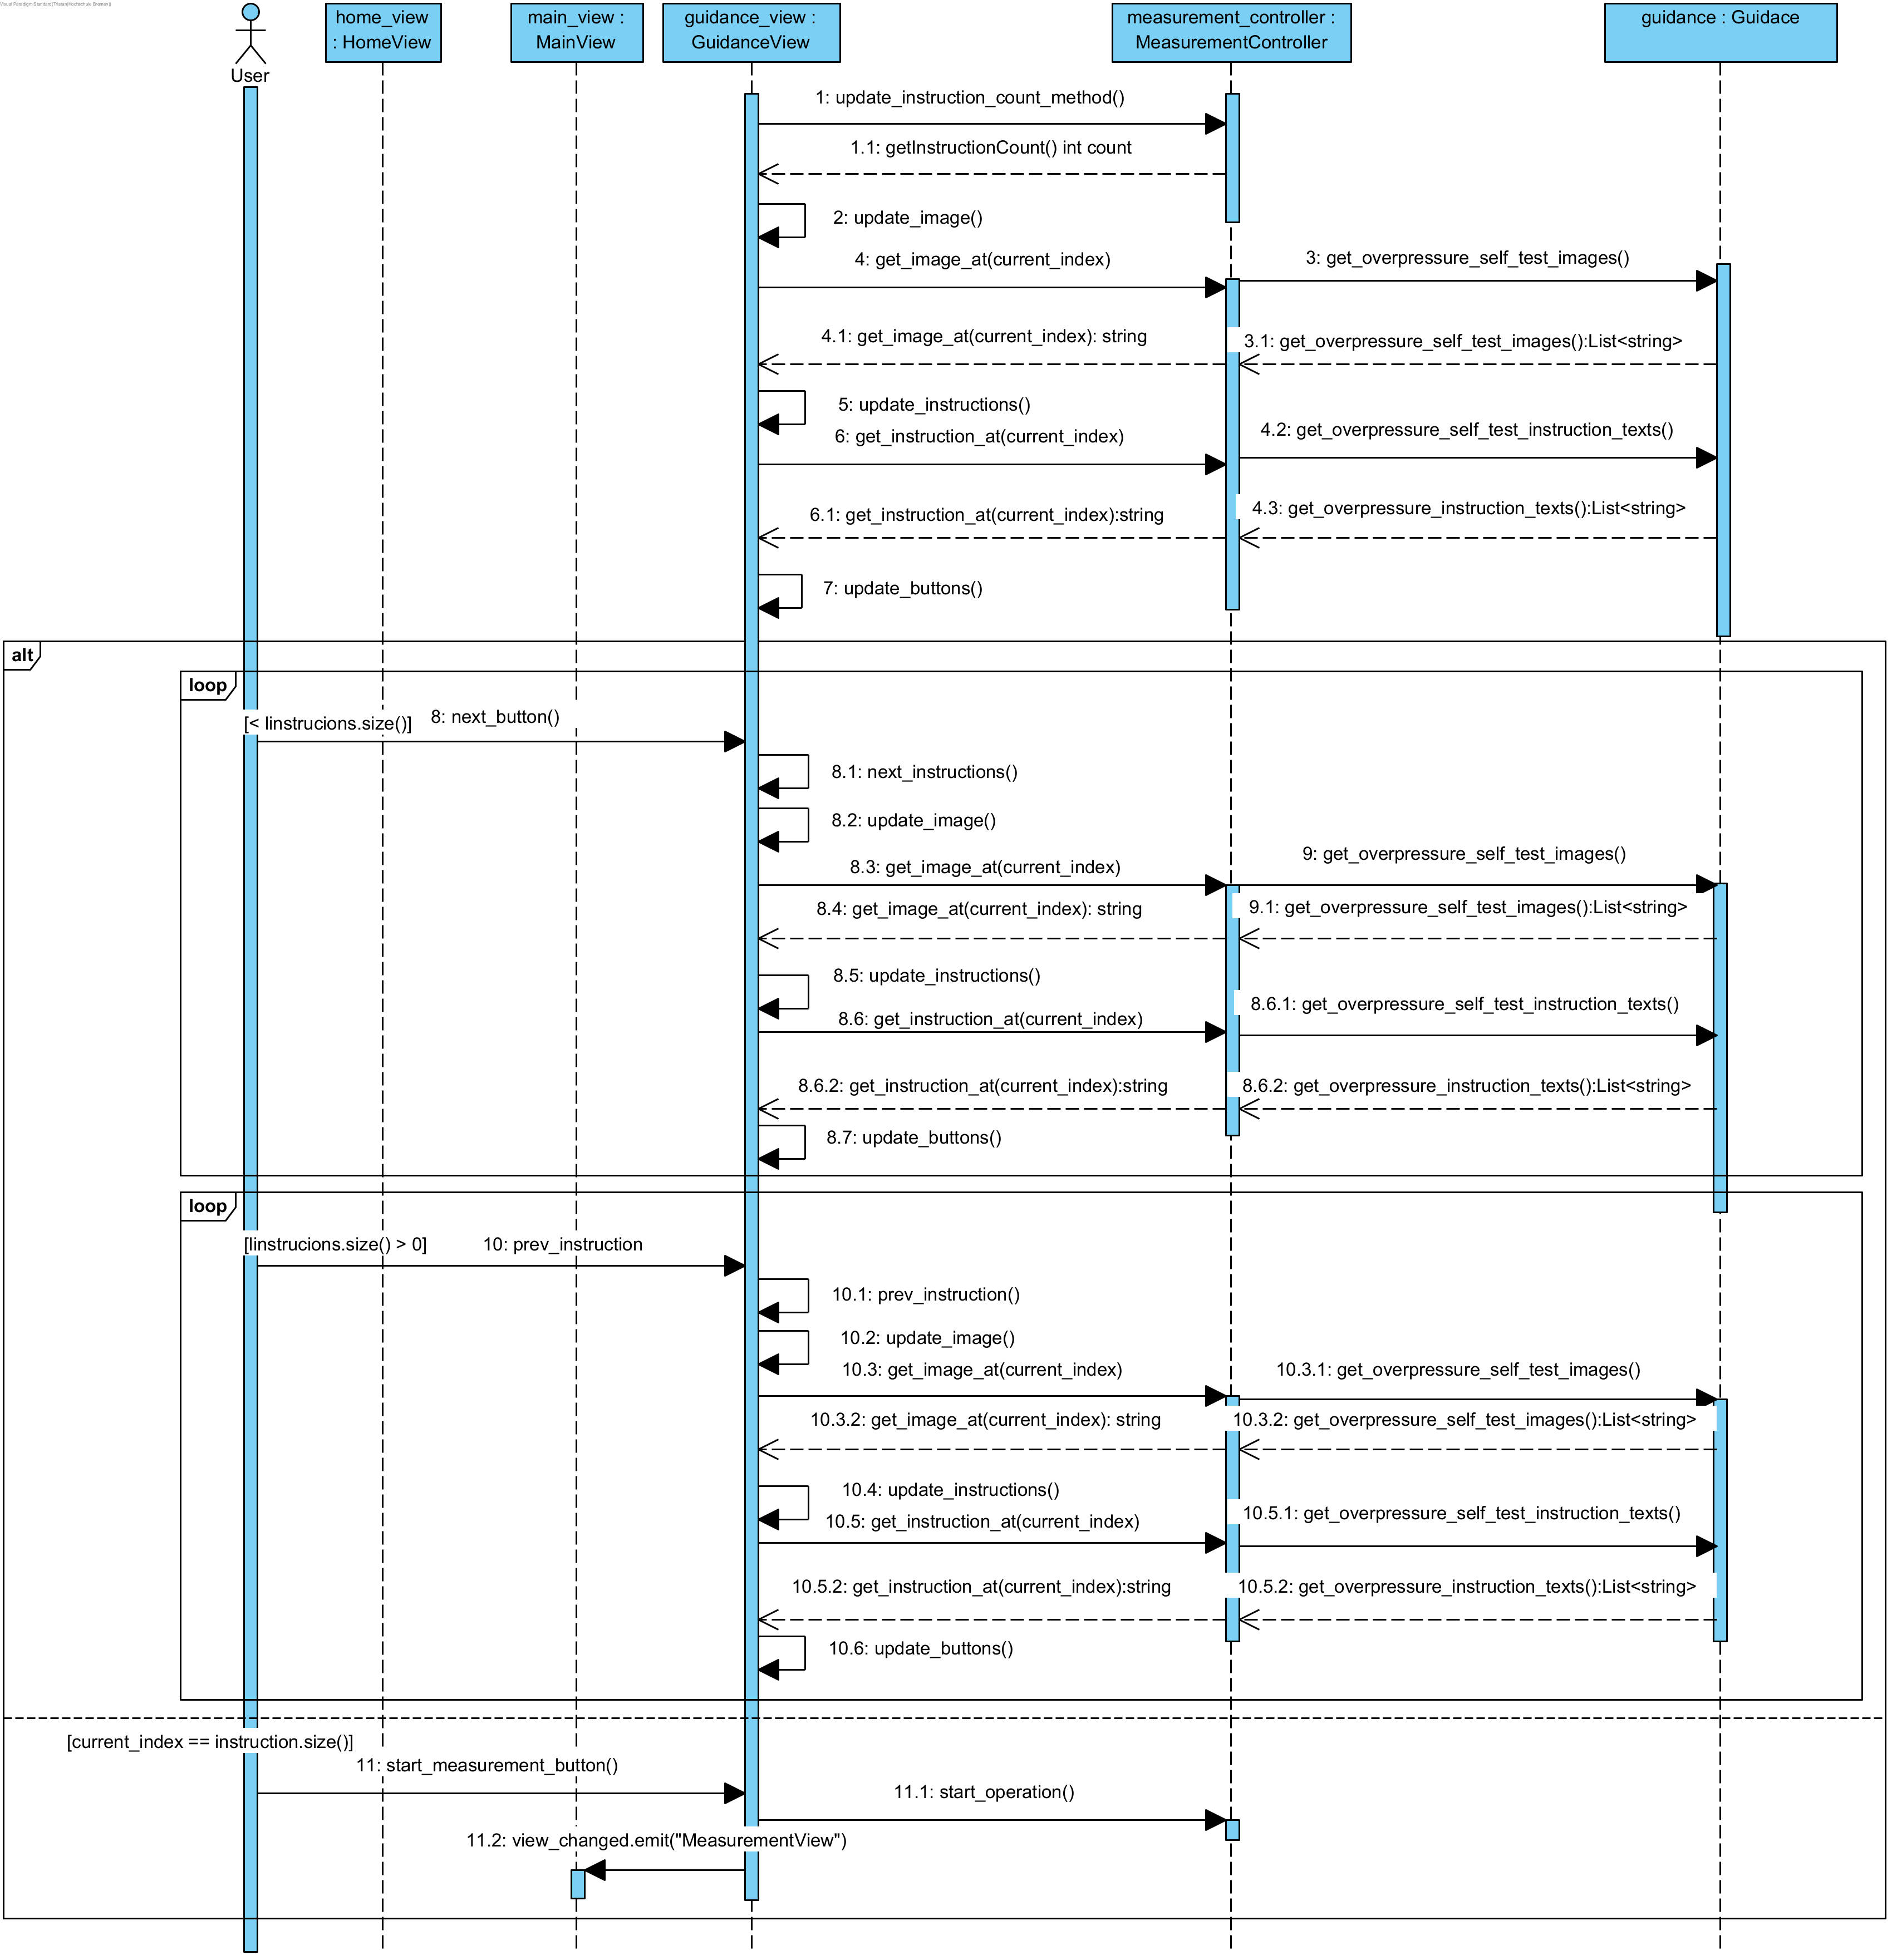 Visual Paradigm Standard(Tristan(Hochschule Bremen))
User
home_view
: HomeView
main_view :
MainView
guidance_view :
GuidanceView
measurement_controller :
MeasurementController
guidance : Guidace
1: update_instruction_count_method()
1.1: getInstructionCount() int count
2: update_image()
3: get_overpressure_self_test_images()
4: get_image_at(current_index)
4.1: get_image_at(current_index): string
3.1: get_overpressure_self_test_images():List<string>
5: update_instructions()
4.2: get_overpressure_self_test_instruction_texts()
6: get_instruction_at(current_index)
4.3: get_overpressure_instruction_texts():List<string>
6.1: get_instruction_at(current_index):string
7: update_buttons()
alt
loop
[< linstrucions.size()]
8: next_button()
8.1: next_instructions()
8.2: update_image()
9: get_overpressure_self_test_images()
8.3: get_image_at(current_index)
8.4: get_image_at(current_index): string
9.1: get_overpressure_self_test_images():List<string>
8.5: update_instructions()
8.6.1: get_overpressure_self_test_instruction_texts()
8.6: get_instruction_at(current_index)
8.6.2: get_instruction_at(current_index):string
8.6.2: get_overpressure_instruction_texts():List<string>
8.7: update_buttons()
loop
[linstrucions.size() > 0]
10: prev_instruction
10.1: prev_instruction()
10.2: update_image()
10.3: get_image_at(current_index)
10.3.1: get_overpressure_self_test_images()
10.3.2: get_image_at(current_index): string
10.3.2: get_overpressure_self_test_images():List<string>
10.4: update_instructions()
10.5.1: get_overpressure_self_test_instruction_texts()
10.5: get_instruction_at(current_index)
10.5.2: get_instruction_at(current_index):string
10.5.2: get_overpressure_instruction_texts():List<string>
10.6: update_buttons()
[current_index == instruction.size()]
11: start_measurement_button()
11.1: start_operation()
11.2: view_changed.emit("MeasurementView")